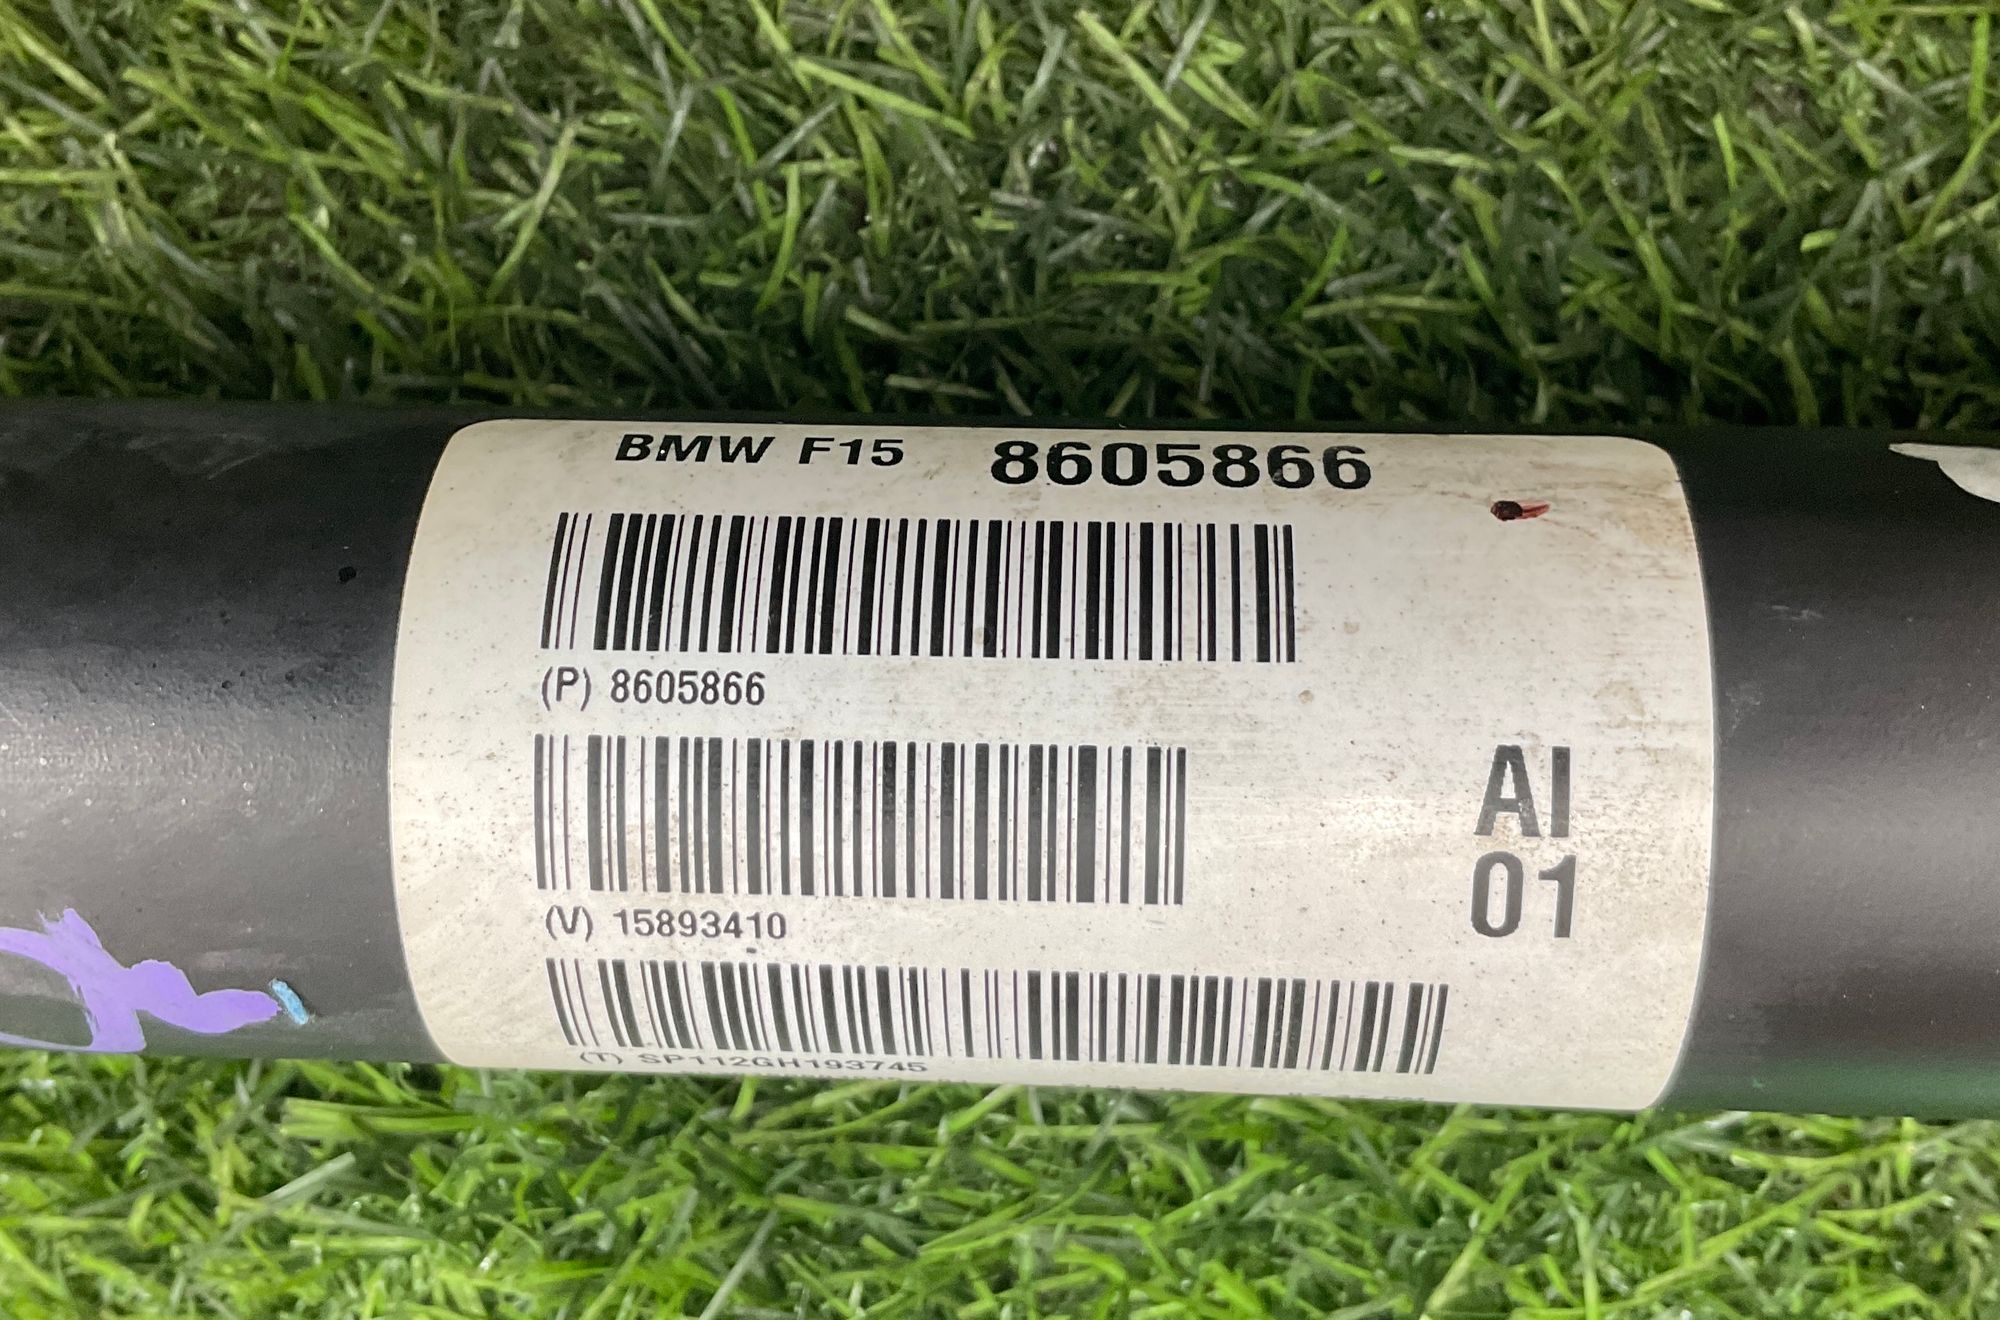 BMW F15 8605866
(P) 8605866
AI
01
(V) 15893410
(T) SP112GH193745